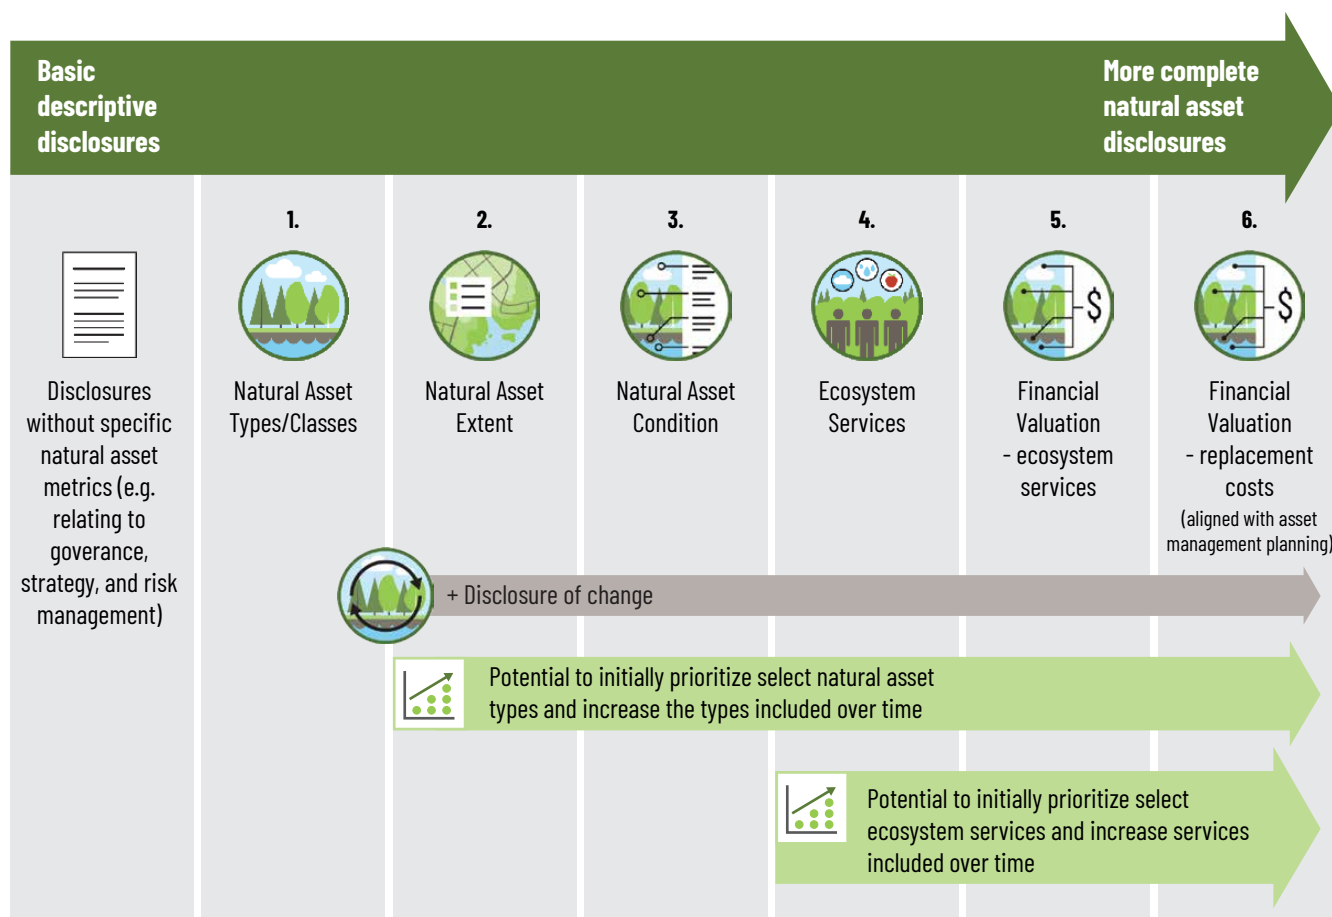 Basic
descriptive
disclosures
More complete
natural asset
disclosures
Disclosures
without specific
natural asset
metrics (e.g.
relating to
goverance,
strategy, and risk
management)
1.
Natural Asset
Types/Classes
2.
Natural Asset
Extent
3.
Natural Asset
Condition
4.
Ecosystem
Services
5.
Financial
Valuation
- ecosystem
services
6.
Financial
Valuation
- replacement
costs
(aligned with asset
management planning)
$
$
+ Disclosure of change
Potential to initially prioritize select natural asset
types and increase the types included over time
Potential to initially prioritize select
ecosystem services and increase services
included over time